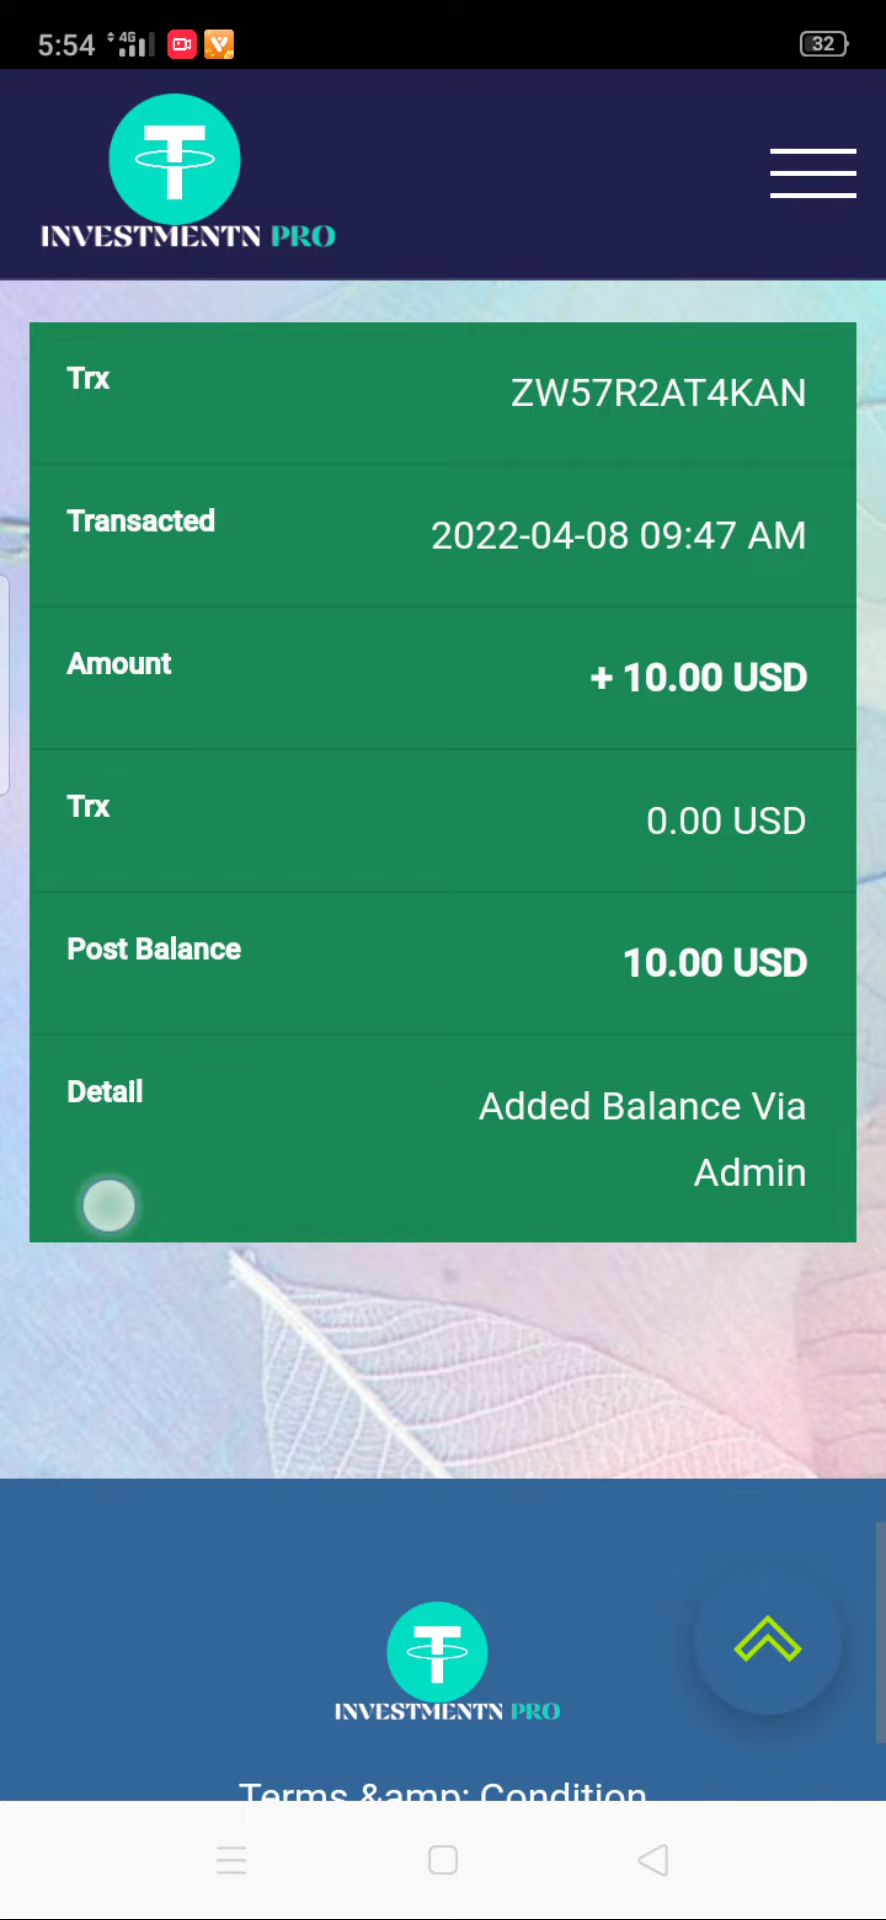 5:54 4G 32
INVESTMENTN PRO
Trx
ZW57R2AT4KAN
Transacted
2022-04-08 09:47 AM
Amount
+ 10.00 USD
Trx
0.00 USD
Post Balance
10.00 USD
Detail
Added Balance Via
Admin
INVESTMENTN PRO
Terms &amp; Condition